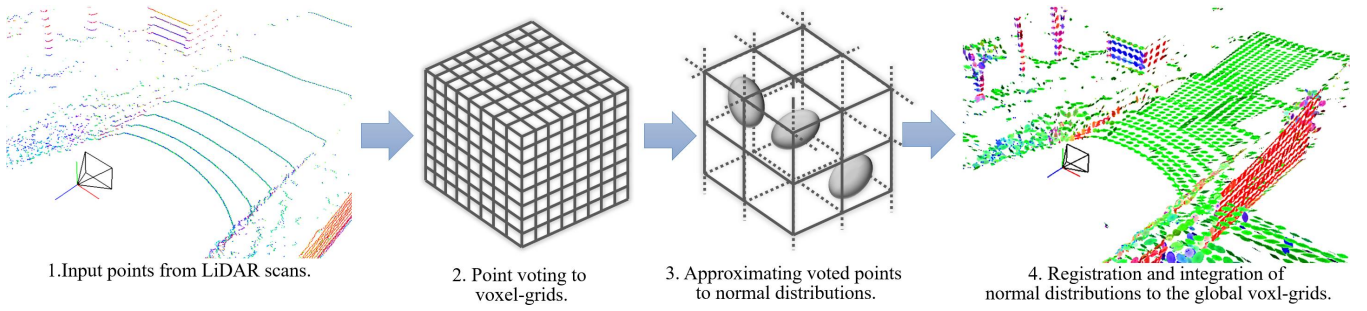 1.Input points from LiDAR scans.
2. Point voting to
voxel-grids.
3. Approximating voted points
to normal distributions.
4. Registration and integration of
normal distributions to the global voxl-grids.